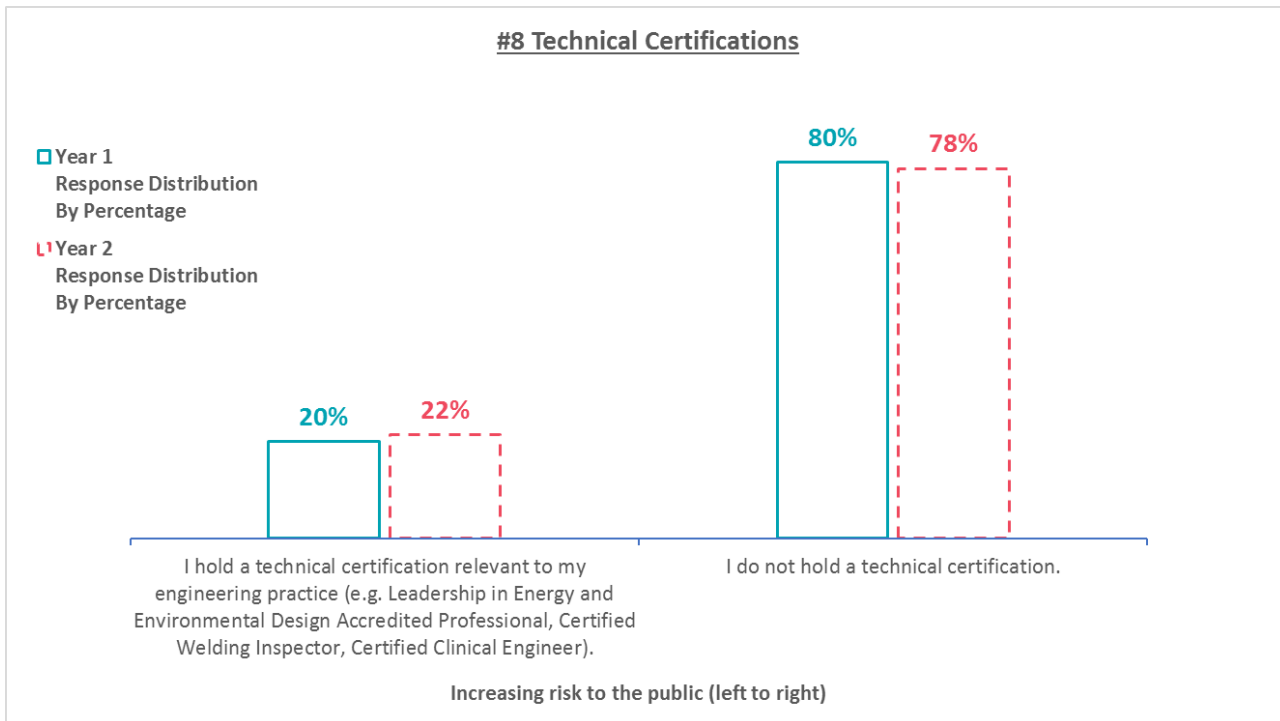 #8 Technical Certifications
Year 1
Response Distribution
By Percentage
Year 2
Response Distribution
By Percentage
20%
22%
80%
78%
I hold a technical certification relevant to my
engineering practice (e.g. Leadership in Energy and
Environmental Design Accredited Professional, Certified
Welding Inspector, Certified Clinical Engineer).
I do not hold a technical certification.
Increasing risk to the public (left to right)